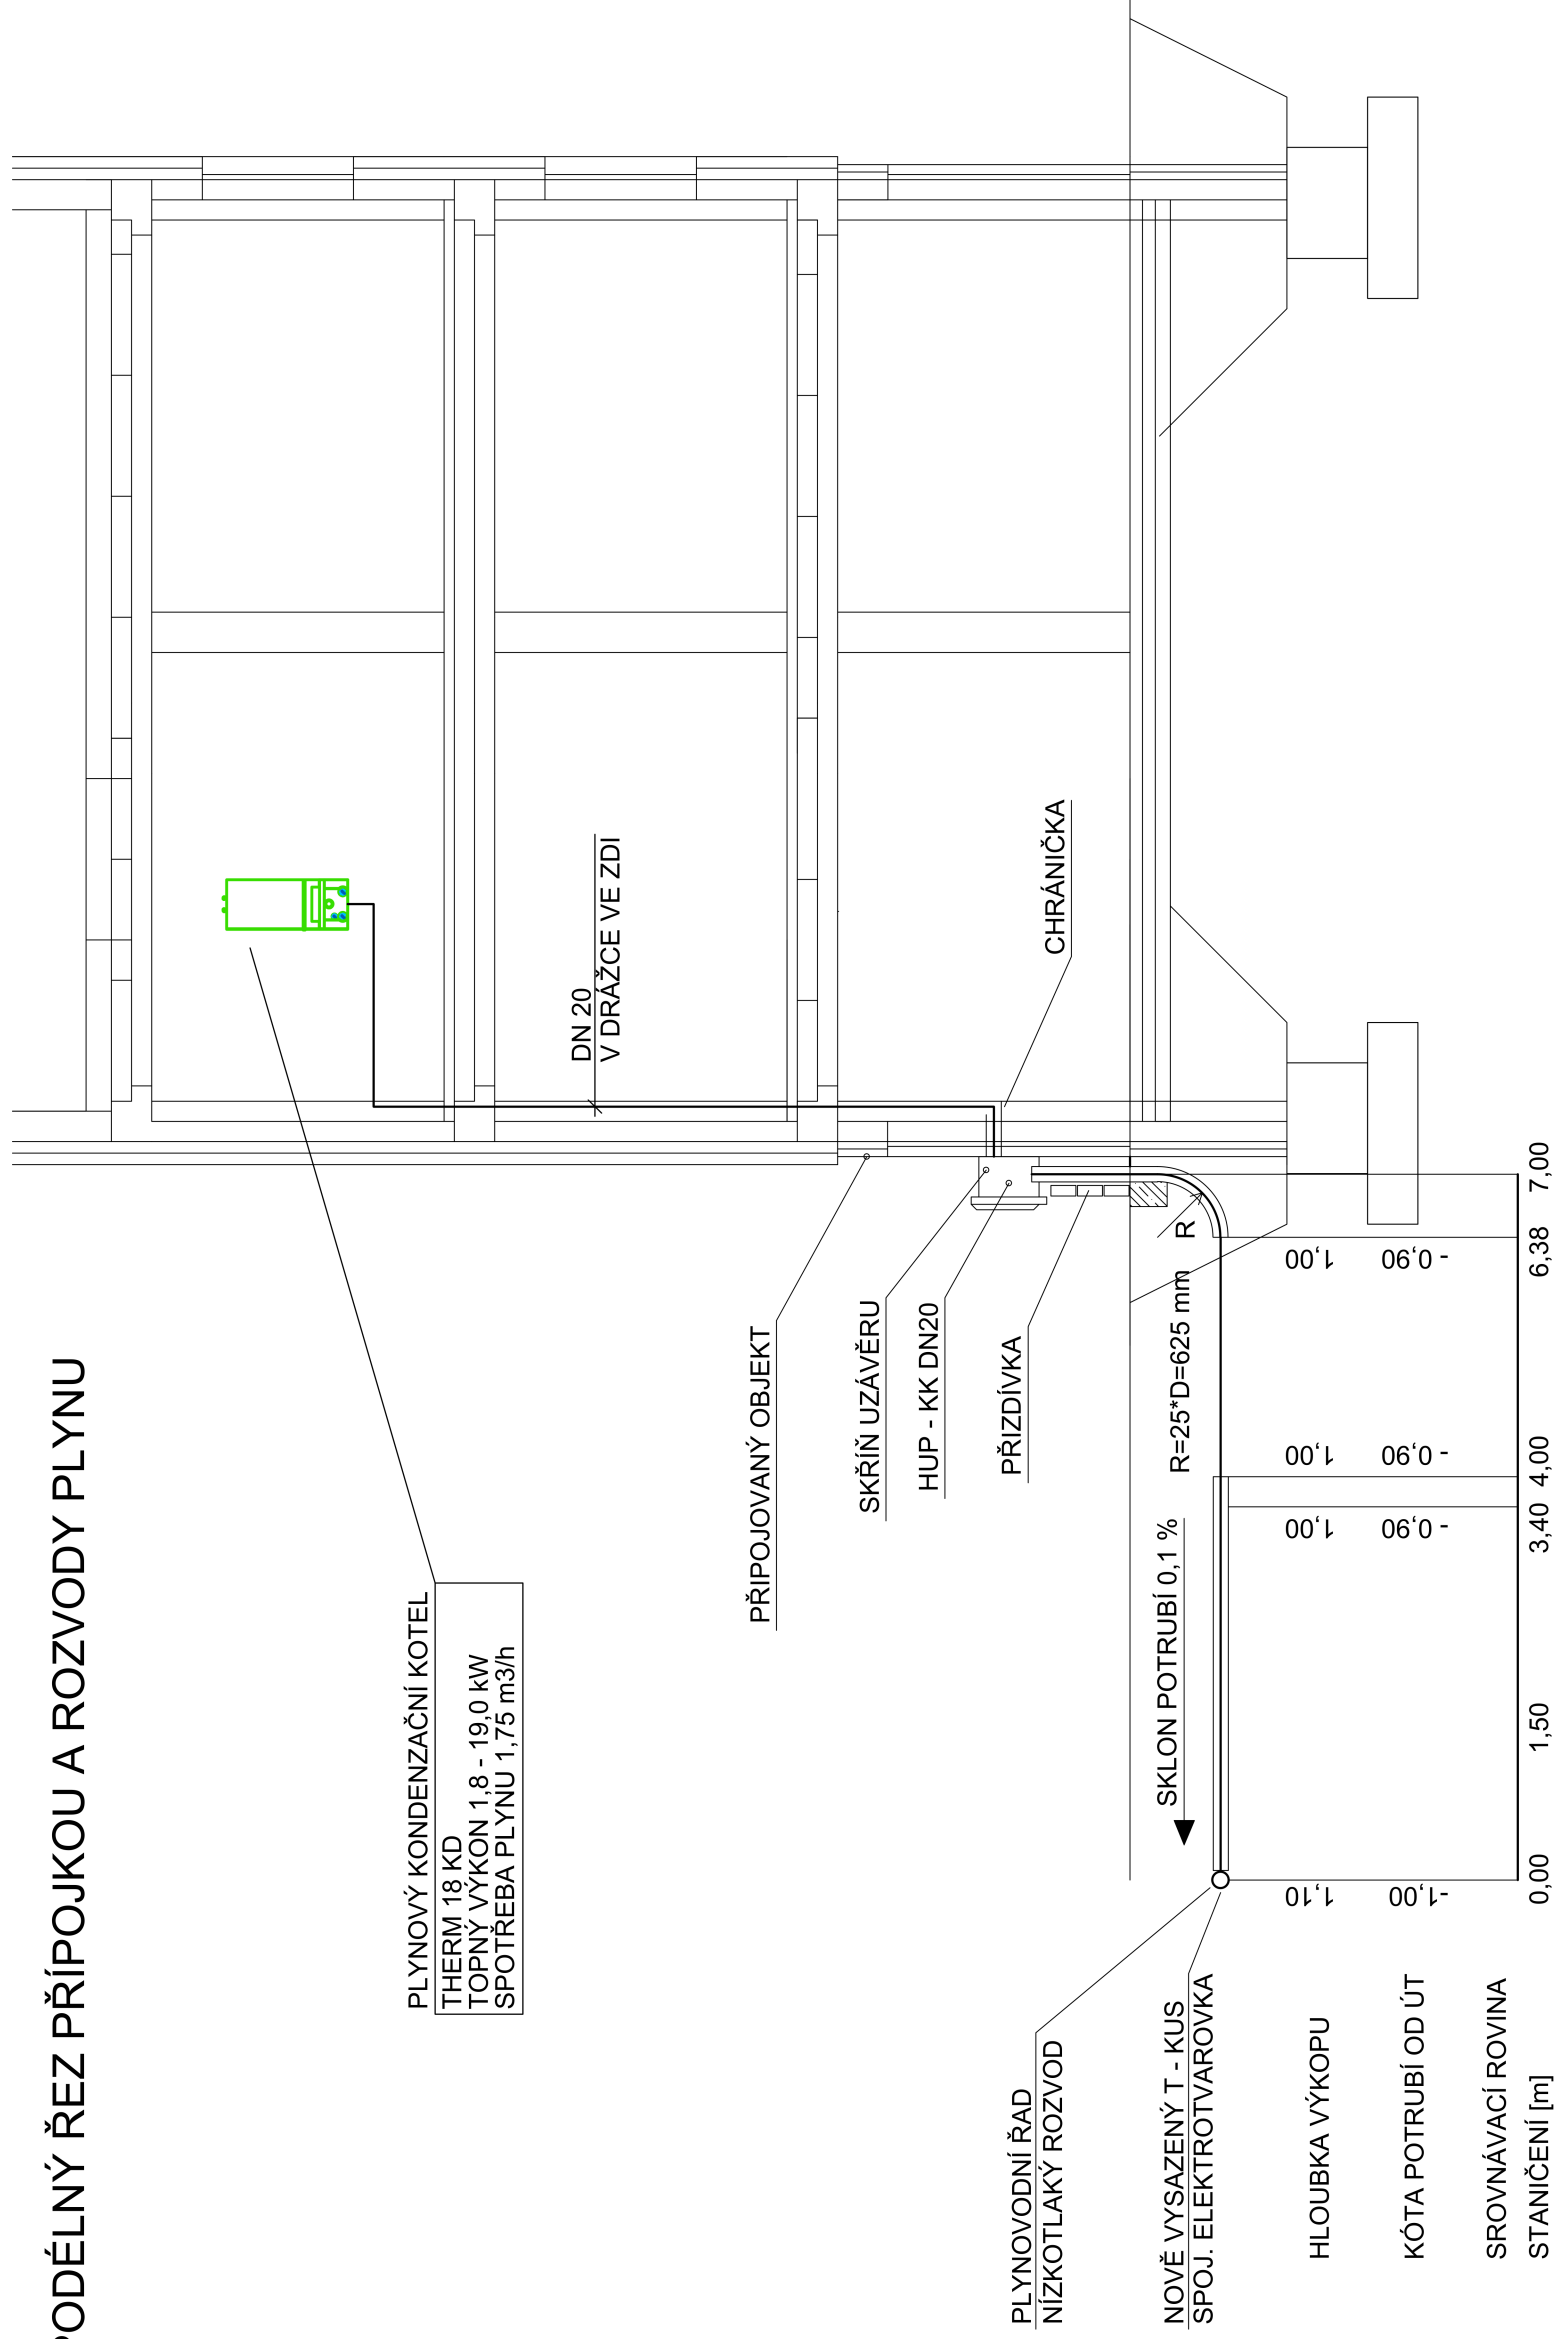 PODÉLNÝ ŘEZ PŘÍPOJKOU A ROZVODY PLYNU
PLYNOVÝ KONDENZAČNÍ KOTEL
THERM 18 KD
TOPNÝ VÝKON 1,8 - 19,0 kW
SPOTŘEBA PLYNU 1,75 m3/h
DN 20
V DRÁŽCE VE ZDI
PŘIPOJOVANÝ OBJEKT
SKŘÍŇ UZÁVĚRU
HUP - KK DN20
PŘIZDÍVKA
CHRÁNIČKA
PLYNOVODNÍ ŘAD
NÍZKOTLAKÝ ROZVOD
NOVĚ VYSAZENÝ T - KUS
SPOJ. ELEKTROTVAROVKA
SKLON POTRUBÍ 0,1 %
R=25*D=625 mm
R
HLOUBKA VÝKOPU 1,10 1,00 1,00 1,00
KÓTA POTRUBÍ OD ÚT -1,00 - 0,90 - 0,90 - 0,90
SROVNÁVACÍ ROVINA
STANIČENÍ [m] 0,00 1,50 3,40 4,00 6,38 7,00